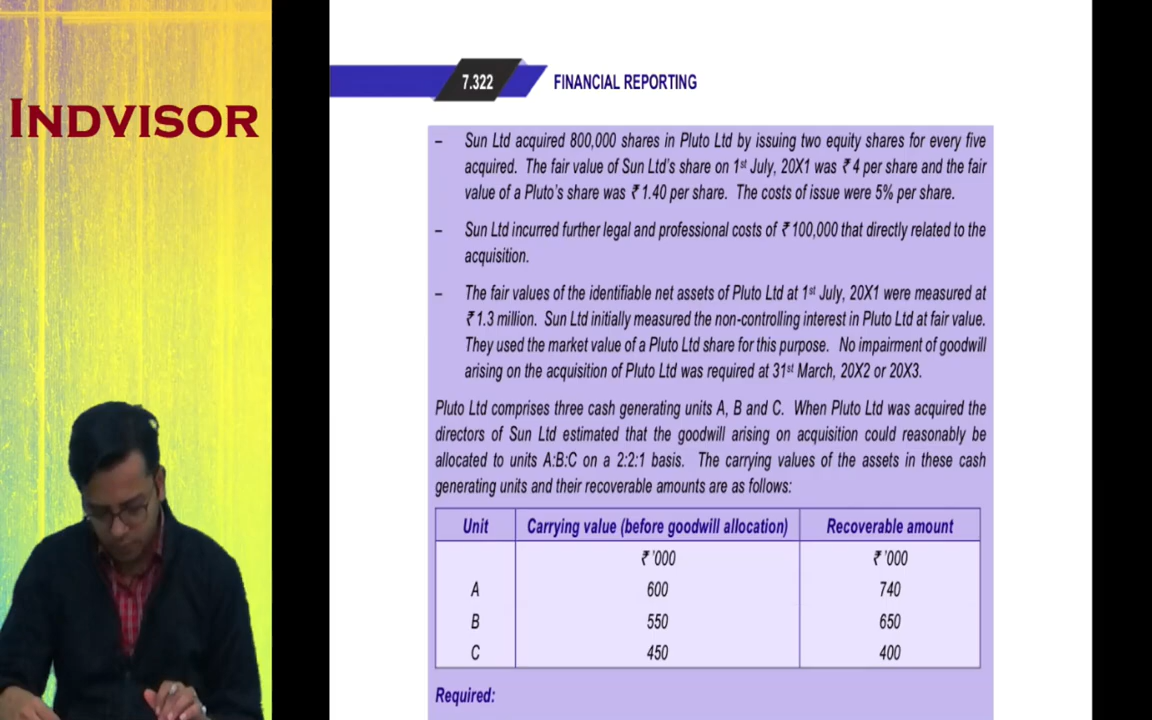 INDVISOR
7.322 FINANCIAL REPORTING
– Sun Ltd acquired 800,000 shares in Pluto Ltd by issuing two equity shares for every five
acquired. The fair value of Sun Ltd's share on 1st July, 20X1 was ₹ 4 per share and the fair
value of a Pluto's share was ₹ 1.40 per share. The costs of issue were 5% per share.
– Sun Ltd incurred further legal and professional costs of ₹ 100,000 that directly related to the
acquisition.
– The fair values of the identifiable net assets of Pluto Ltd at 1st July, 20X1 were measured at
₹ 1.3 million. Sun Ltd initially measured the non-controlling interest in Pluto Ltd at fair value.
They used the market value of a Pluto Ltd share for this purpose. No impairment of goodwill
arising on the acquisition of Pluto Ltd was required at 31st March, 20X2 or 20X3.
Pluto Ltd comprises three cash generating units A, B and C. When Pluto Ltd was acquired the
directors of Sun Ltd estimated that the goodwill arising on acquisition could reasonably be
allocated to units A:B:C on a 2:2:1 basis. The carrying values of the assets in these cash
generating units and their recoverable amounts are as follows:
Unit Carrying value (before goodwill allocation) Recoverable amount
₹ '000 ₹ '000
A 600 740
B 550 650
C 450 400
Required: